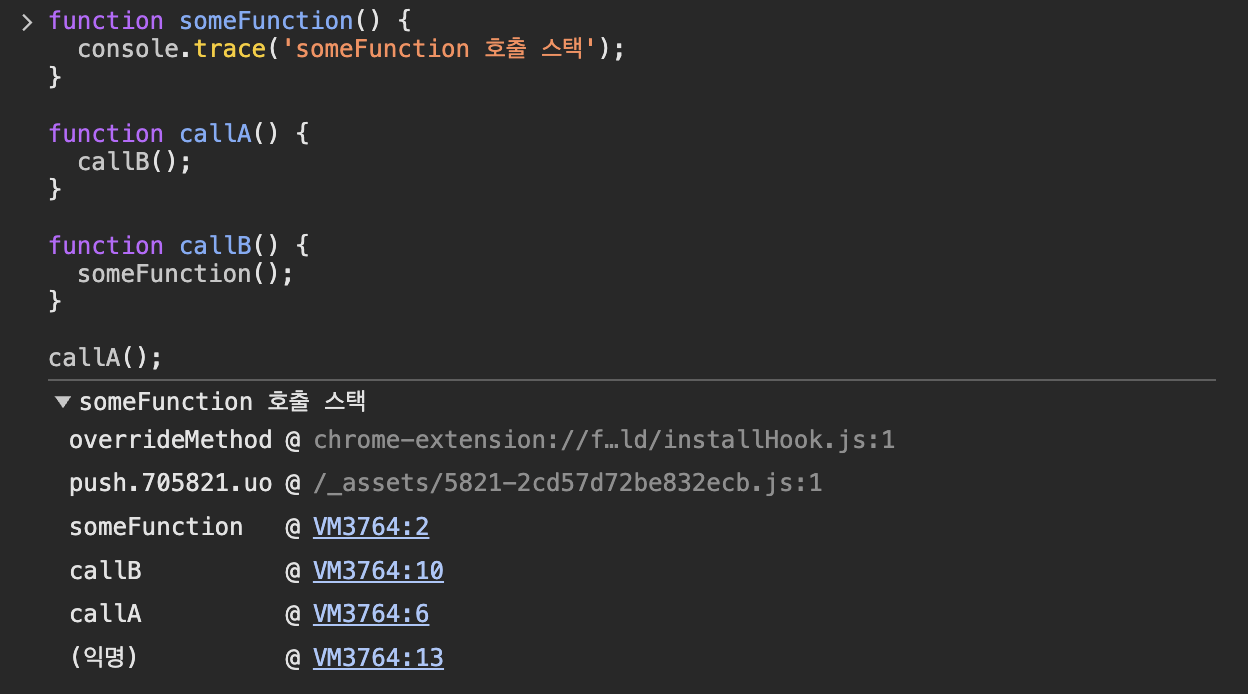 function someFunction() {
  console.trace('someFunction 호출 스택');
}
function callA() {
  callB();
}
function callB() {
  someFunction();
}
callA();
someFunction 호출 스택
overrideMethod @ chrome-extension://f…ld/installHook.js:1
push.705821.uo @ /_assets/5821-2cd57d72be832ecb.js:1
someFunction @ VM3764:2
callB @ VM3764:10
callA @ VM3764:6
(익명) @ VM3764:13